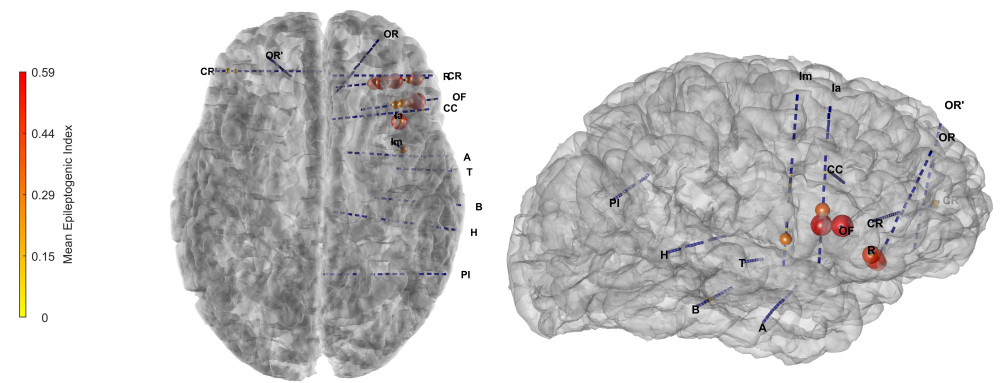 0.59
0.44
0.29
0.15
0
Mean Epileptogenic Index
OR
OR'
CR'
R
CR
OF
CC
Ia
Im
A
T
B
H
PI
Im
Ia
OR'
OR
CC
PI
CR'
CR
OF
R
H
T
B
A